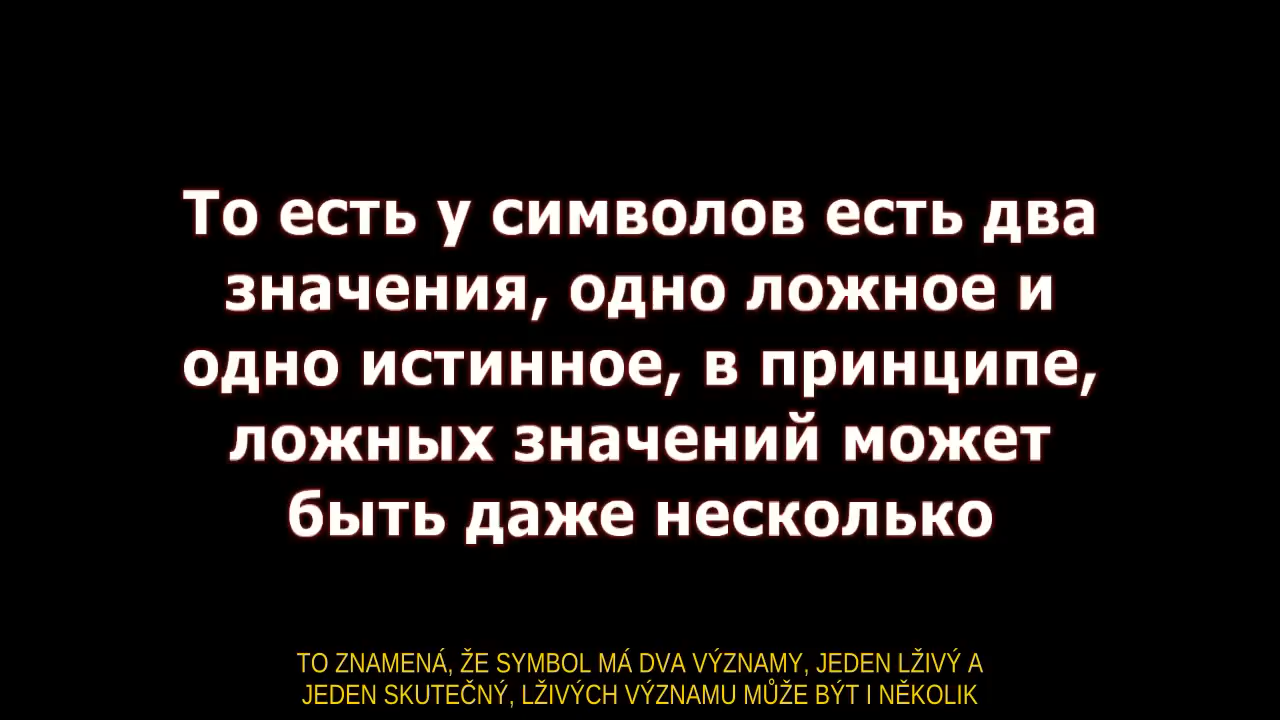 То есть у символов есть два
значения, одно ложное и
одно истинное, в принципе,
ложных значений может
быть даже несколько
TO ZNAMENÁ, ŽE SYMBOL MÁ DVA VÝZNAMY, JEDEN LŽIVÝ A
JEDEN SKUTEČNÝ, LŽIVÝCH VÝZNAMU MŮŽE BÝT I NĚKOLIK